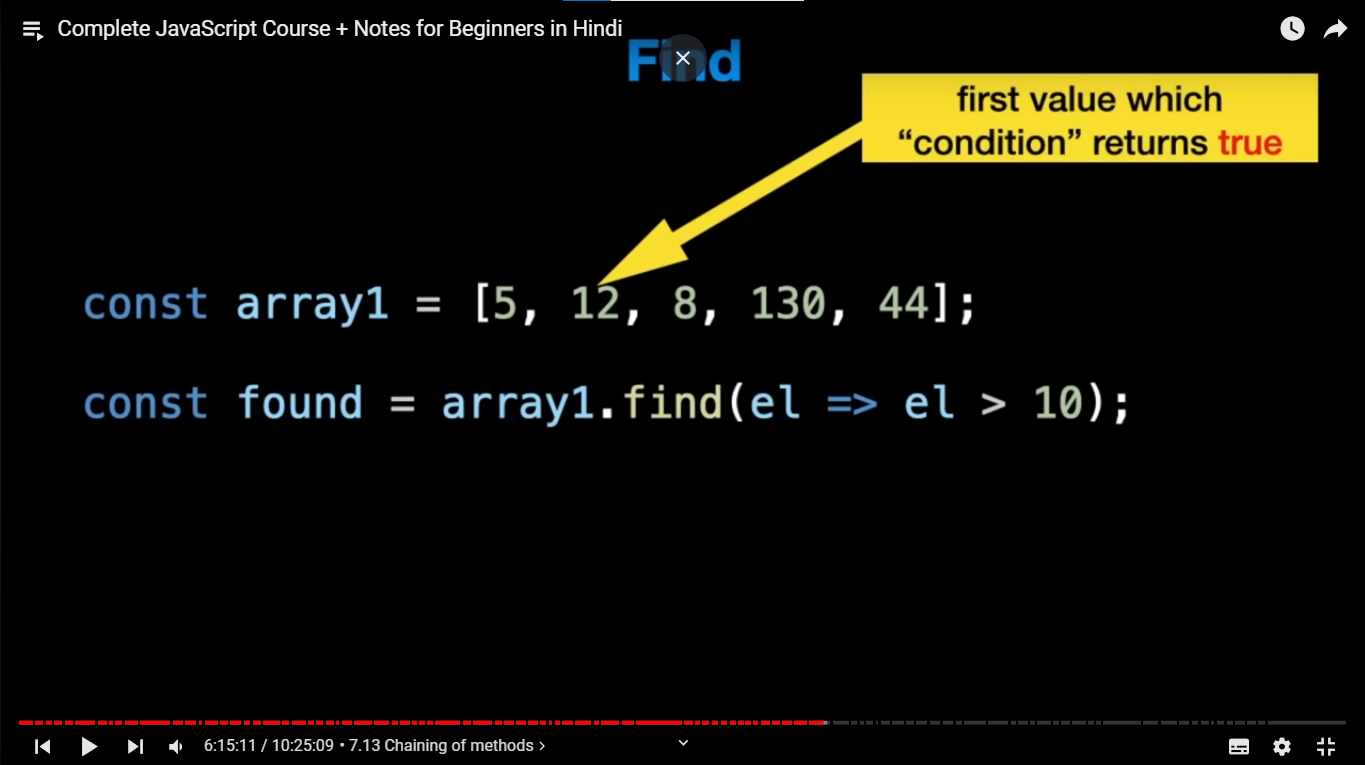 Complete JavaScript Course + Notes for Beginners in Hindi
Find
first value which
“condition” returns true
const array1 = [5, 12, 8, 130, 44];
const found = array1.find(el => el > 10);
6:15:11 / 10:25:09 • 7.13 Chaining of methods ›